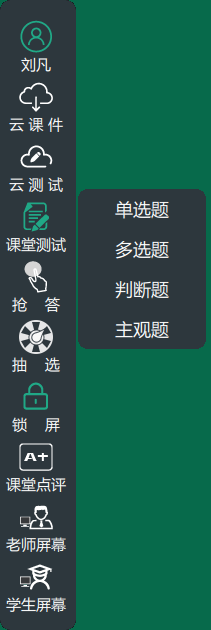 刘凡
云课件
云测试
课堂测试
单选题
多选题
判断题
主观题
抢 答
抽 选
锁 屏
A+
课堂点评
老师屏幕
学生屏幕